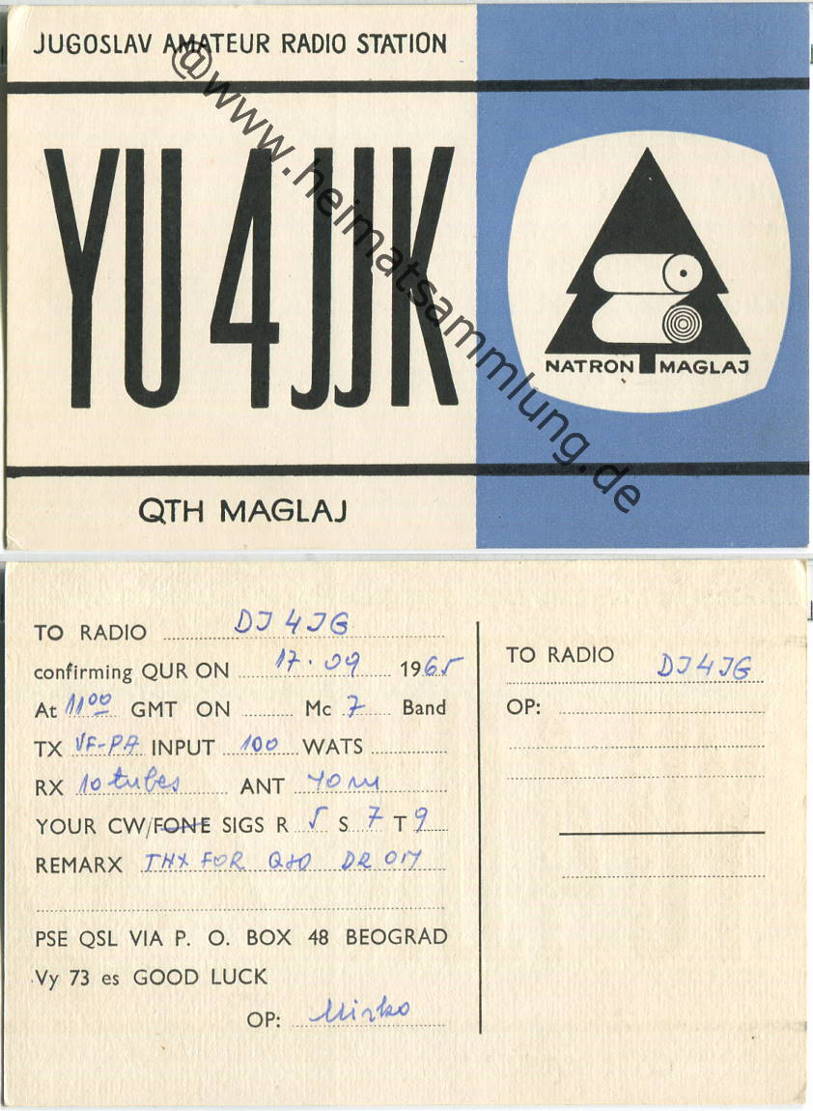 JUGOSLAV AMATEUR RADIO STATION
YU 4 JJK
NATRON MAGLAJ
QTH MAGLAJ
@www.heimatsammlung.de
TO RADIO DJ4JG
confirming QUR ON 17.09 1965
At 11 00 GMT ON Mc 7 Band
TX VF-PA INPUT 100 WATS
RX 10 tubes ANT 40 m
YOUR CW/FONE SIGS R 5 S 7 T 9
REMARX THX FOR QSO DR OM
PSE QSL VIA P. O. BOX 48 BEOGRAD
Vy 73 es GOOD LUCK
OP: Mirko
TO RADIO DJ4JG
OP: